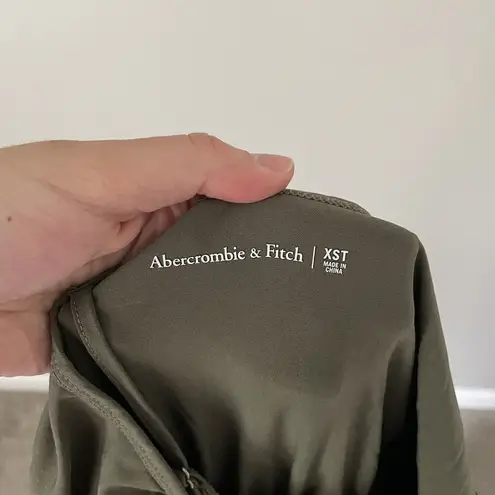 Abercrombie & Fitch | XST
MADE IN
CHINA